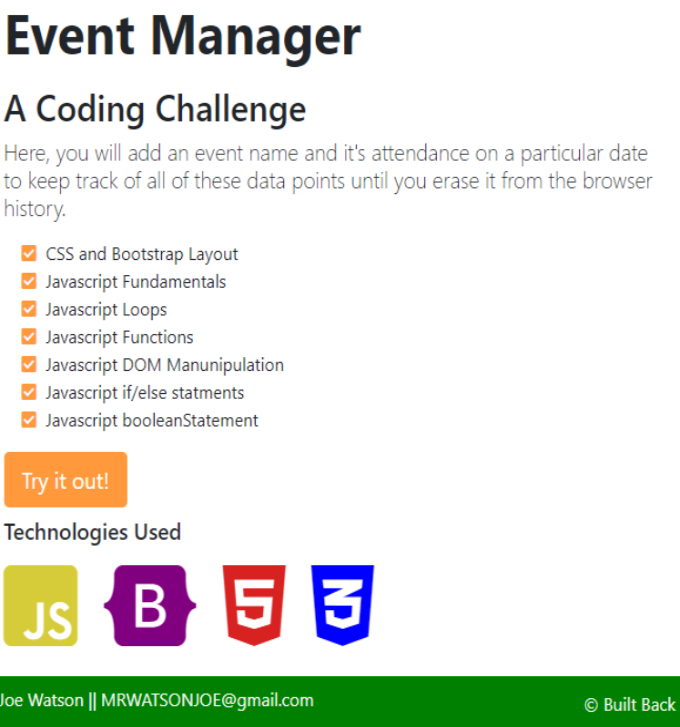 Event Manager
A Coding Challenge
Here, you will add an event name and it's attendance on a particular date
to keep track of all of these data points until you erase it from the browser
history.
CSS and Bootstrap Layout
Javascript Fundamentals
Javascript Loops
Javascript Functions
Javascript DOM Manunipulation
Javascript if/else statments
Javascript booleanStatement
Try it out!
Technologies Used
JS B 5 3
Joe Watson || MRWATSONJOE@gmail.com
© Built Back